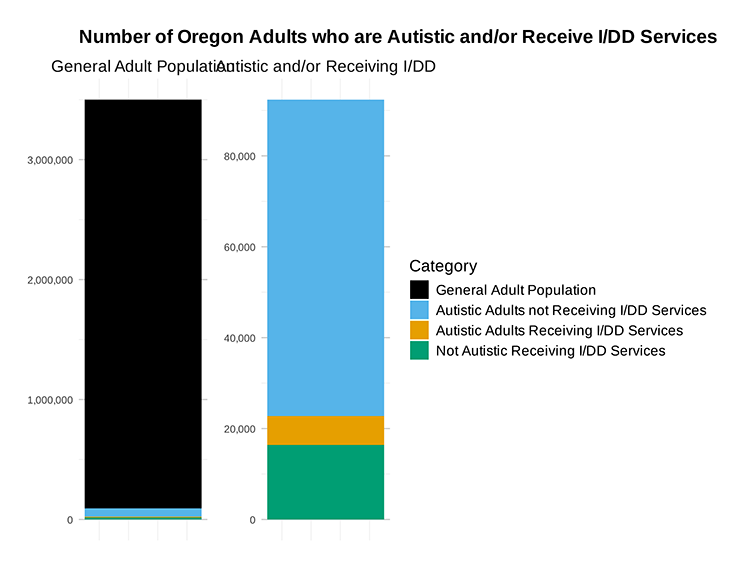 Number of Oregon Adults who are Autistic and/or Receive I/DD Services
General Adult Population
Autistic and/or Receiving I/DD
3,000,000
2,000,000
1,000,000
0
80,000
60,000
40,000
20,000
0
Category
General Adult Population
Autistic Adults not Receiving I/DD Services
Autistic Adults Receiving I/DD Services
Not Autistic Receiving I/DD Services